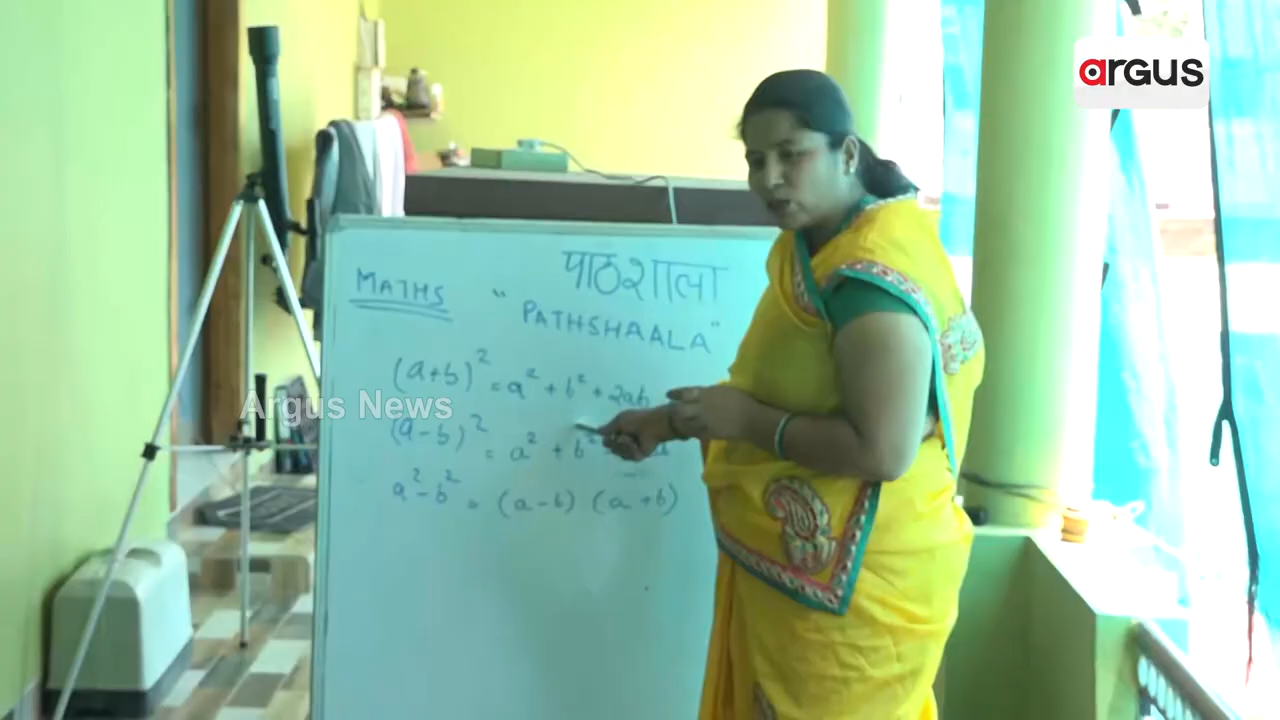 argus
पाठशाला
MATHS
" PATHSHAALA "
(a+b)² = a² + b² + 2ab
Argus News
(a-b)² = a² + b²
a²-b² = (a-b) (a+b)